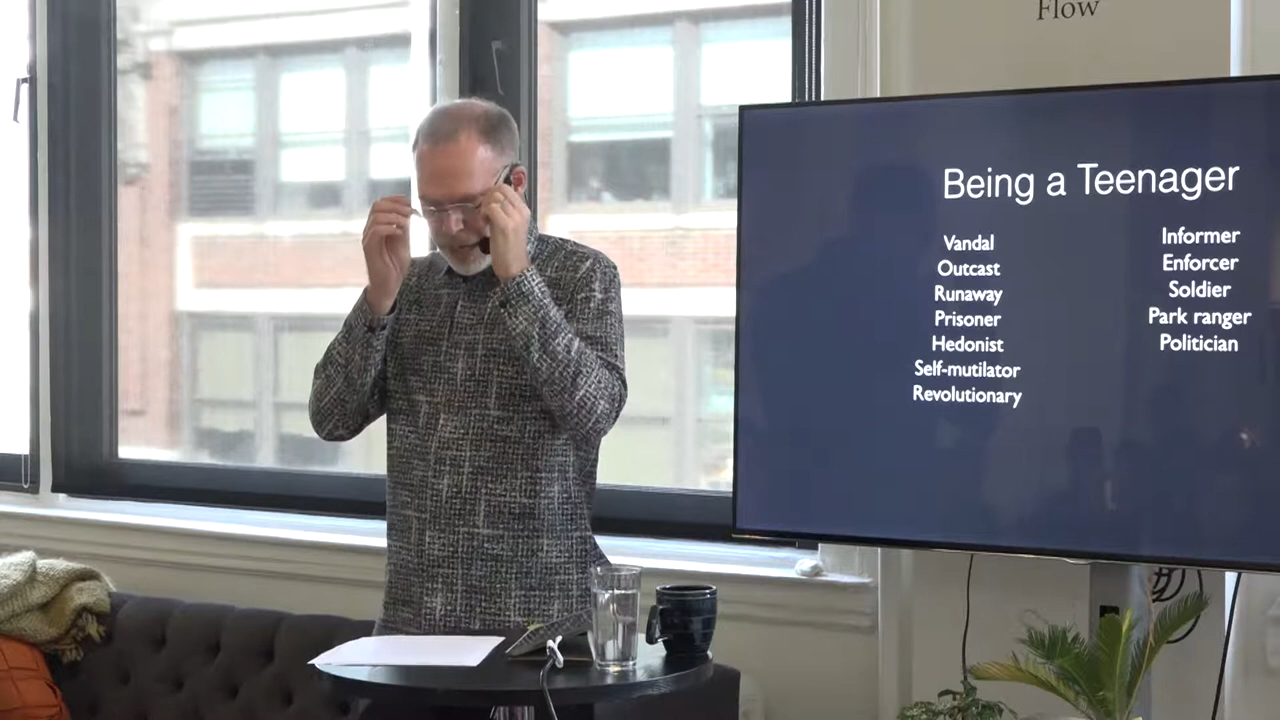 Flow
Being a Teenager
Vandal
Outcast
Runaway
Prisoner
Hedonist
Self-mutilator
Revolutionary
Informer
Enforcer
Soldier
Park ranger
Politician